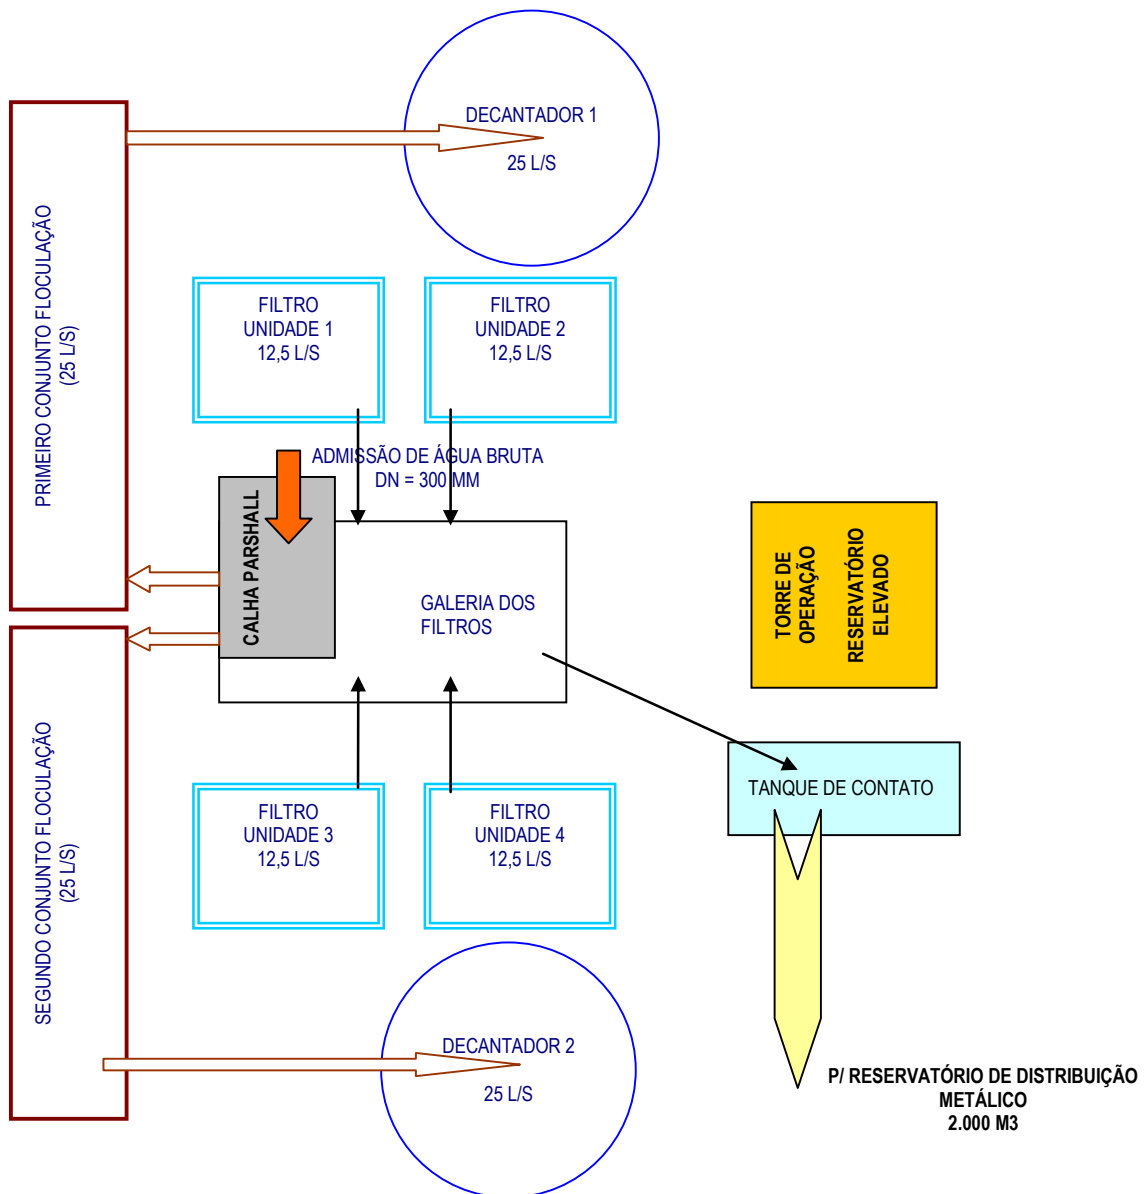 DECANTADOR 1
25 L/S
PRIMEIRO CONJUNTO FLOCULAÇÃO
(25 L/S)
FILTRO
UNIDADE 1
12,5 L/S
FILTRO
UNIDADE 2
12,5 L/S
ADMISSÃO DE ÁGUA BRUTA
DN = 300 MM
CALHA PARSHALL
GALERIA DOS
FILTROS
TORRE DE
OPERAÇÃO
RESERVATÓRIO
ELEVADO
SEGUNDO CONJUNTO FLOCULAÇÃO
(25 L/S)
TANQUE DE CONTATO
FILTRO
UNIDADE 3
12,5 L/S
FILTRO
UNIDADE 4
12,5 L/S
DECANTADOR 2
25 L/S
P/ RESERVATÓRIO DE DISTRIBUIÇÃO
METÁLICO
2.000 M3